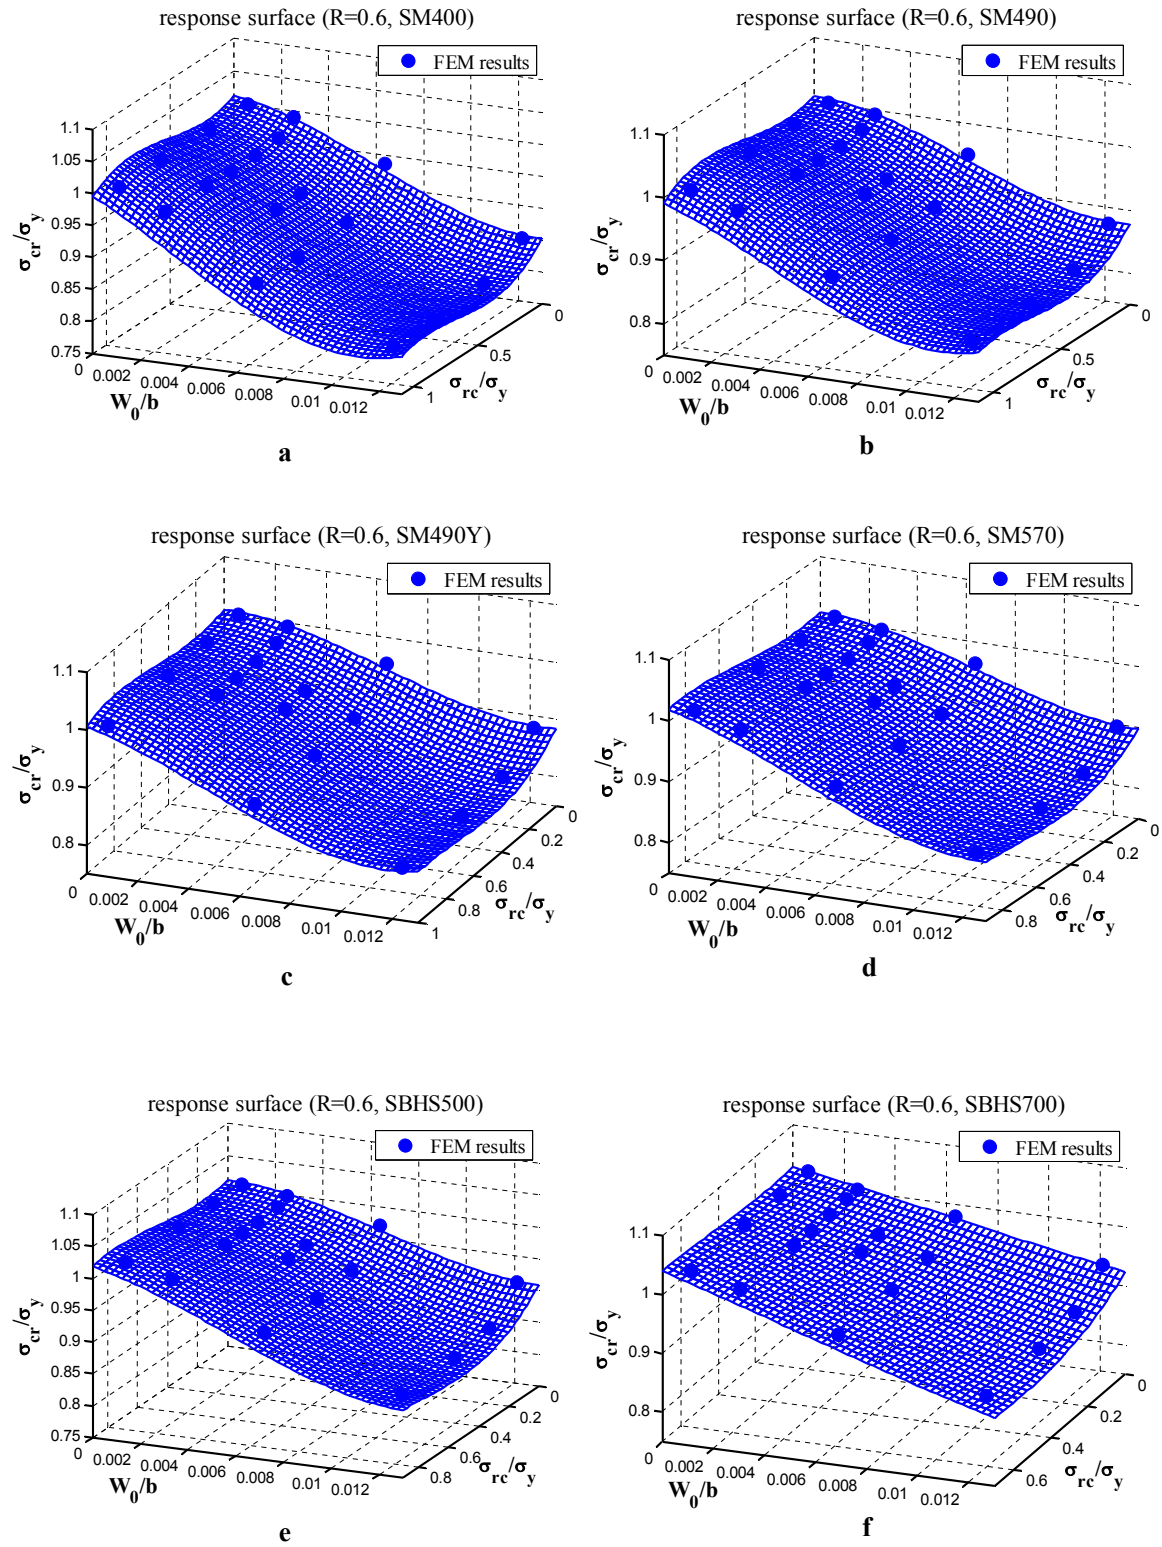 response surface (R=0.6, SM400)
FEM results
1.1
1.05
1
0.95
0.9
0.85
0.8
0.75
σcr/σy
0
0.002
0.004
0.006
0.008
0.01
0.012
W0/b
0
0.5
1
σrc/σy
a
response surface (R=0.6, SM490)
FEM results
1.1
1
0.9
0.8
σcr/σy
0
0.002
0.004
0.006
0.008
0.01
0.012
W0/b
0
0.5
1
σrc/σy
b
response surface (R=0.6, SM490Y)
FEM results
1.1
1
0.9
0.8
σcr/σy
0
0.002
0.004
0.006
0.008
0.01
0.012
W0/b
0
0.2
0.4
0.6
0.8
1
σrc/σy
c
response surface (R=0.6, SM570)
FEM results
1.1
1
0.9
0.8
σcr/σy
0
0.002
0.004
0.006
0.008
0.01
0.012
W0/b
0
0.2
0.4
0.6
0.8
σrc/σy
d
response surface (R=0.6, SBHS500)
FEM results
1.1
1.05
1
0.95
0.9
0.85
0.8
0.75
σcr/σy
0
0.002
0.004
0.006
0.008
0.01
0.012
W0/b
0
0.2
0.4
0.6
0.8
σrc/σy
e
response surface (R=0.6, SBHS700)
FEM results
1.1
1
0.9
0.8
σcr/σy
0
0.002
0.004
0.006
0.008
0.01
0.012
W0/b
0
0.2
0.4
0.6
σrc/σy
f